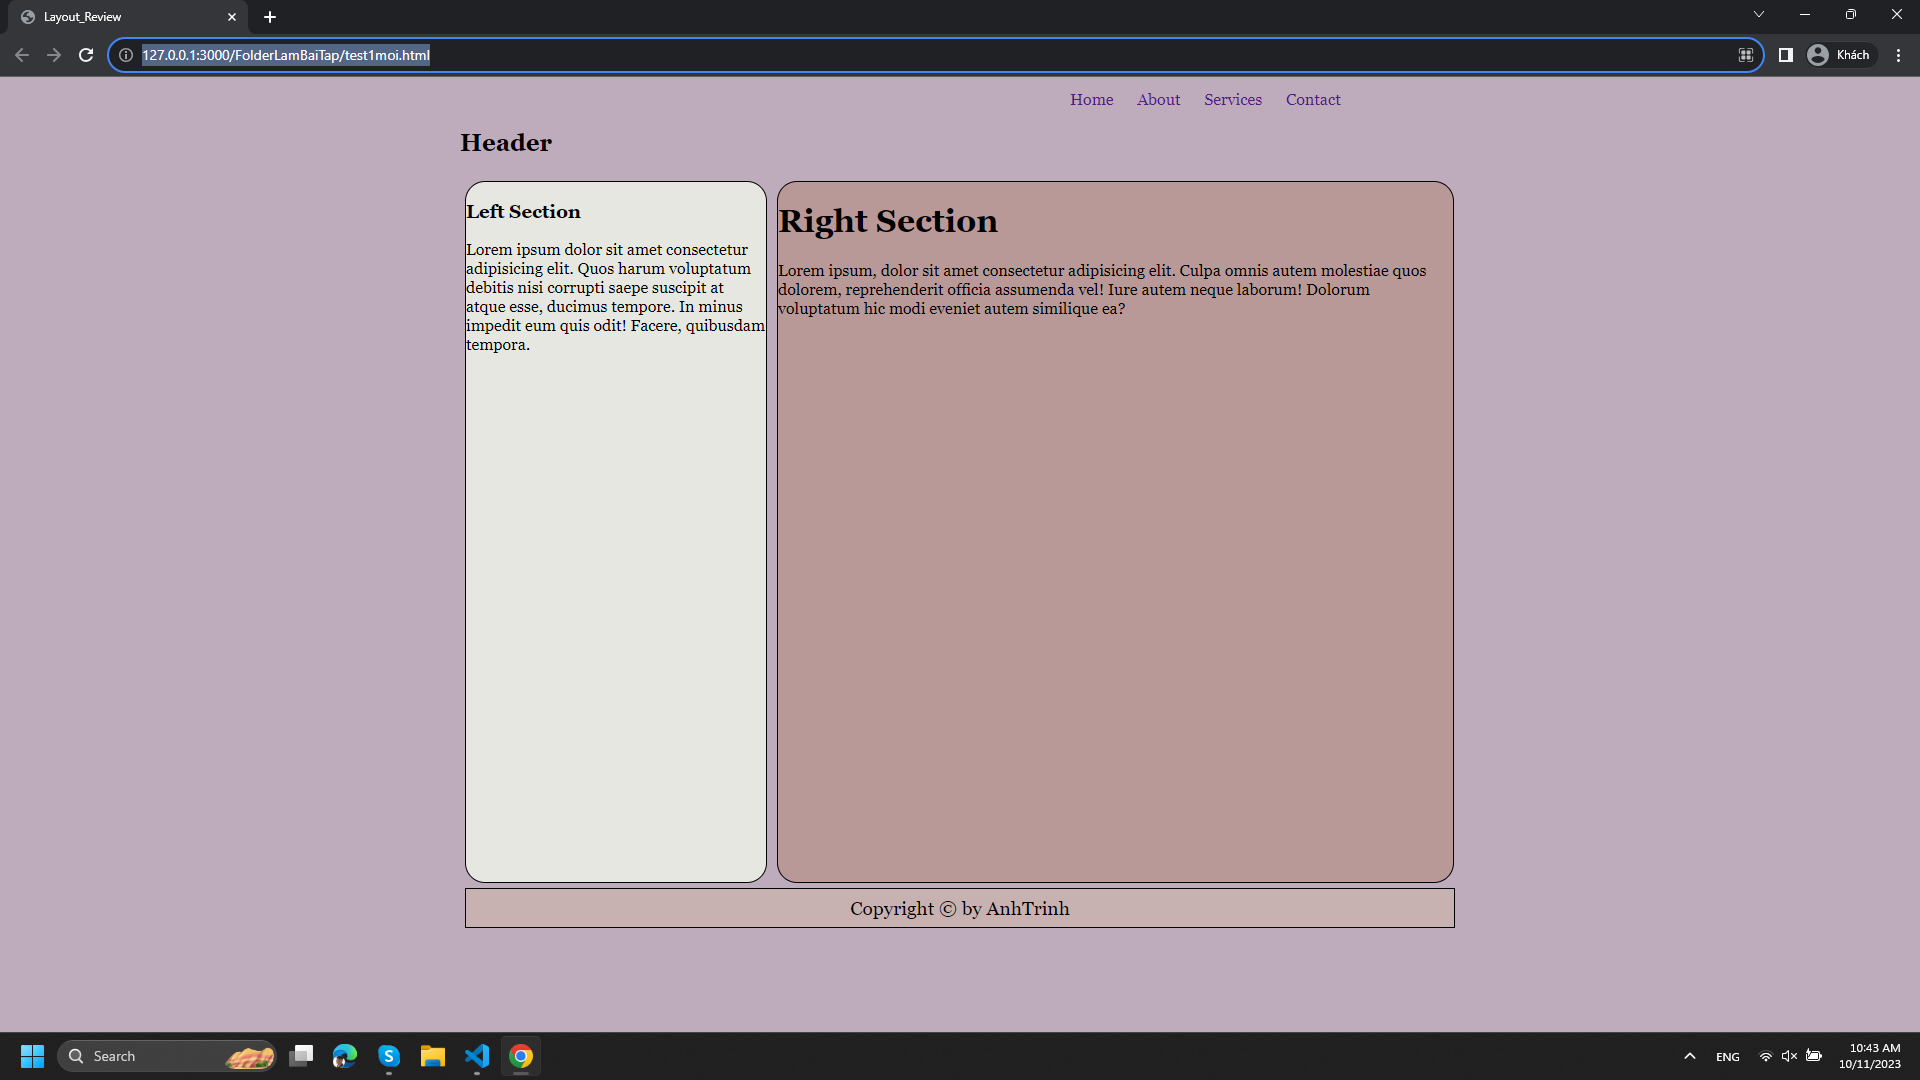 Layout_Review
127.0.0.1:3000/FolderLamBaiTap/test1moi.html
Khách
Home About Services Contact
Header
Left Section
Lorem ipsum dolor sit amet consectetur
adipisicing elit. Quos harum voluptatum
debitis nisi corrupti saepe suscipit at
atque esse, ducimus tempore. In minus
impedit eum quis odit! Facere, quibusdam
tempora.
Right Section
Lorem ipsum, dolor sit amet consectetur adipisicing elit. Culpa omnis autem molestiae quos
dolorem, reprehenderit officia assumenda vel! Iure autem neque laborum! Dolorum
voluptatum hic modi eveniet autem similique ea?
Copyright © by AnhTrinh
Search
ENG
10:43 AM
10/11/2023